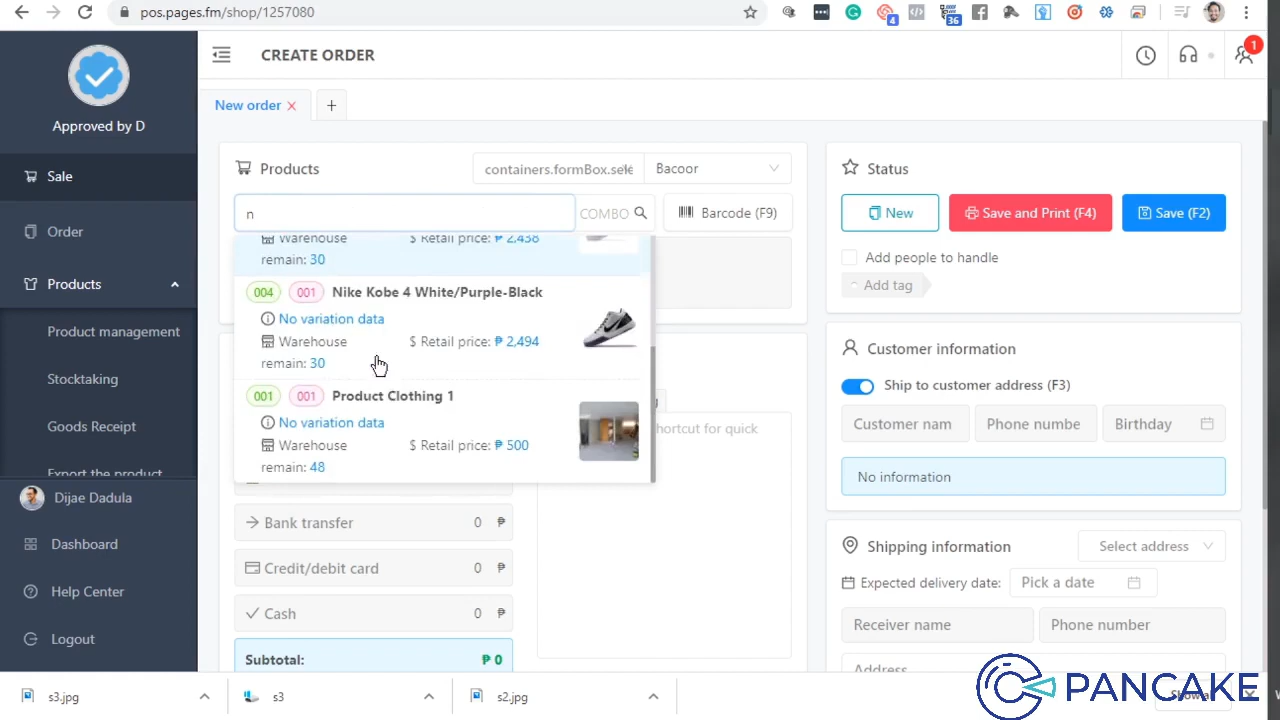 pos.pages.fm/shop/1257080
4
36
Approved by D
CREATE ORDER
1
New order
+
Sale
Order
Products
Product management
Stocktaking
Goods Receipt
Export the product
Dijae Dadula
Dashboard
Help Center
Logout
Products
Bacoor
n
COMBO
Barcode (F9)
Warehouse
$ Retail price: ₱ 2,438
remain: 30
004 001 Nike Kobe 4 White/Purple-Black
No variation data
Warehouse
$ Retail price: ₱ 2,494
remain: 30
001 001 Product Clothing 1
No variation data
Warehouse
$ Retail price: ₱ 500
remain: 48
hortcut for quick
Bank transfer 0 ₱
Credit/debit card 0 ₱
Cash 0 ₱
Subtotal: ₱ 0
Status
New
Save and Print (F4)
Save (F2)
Add people to handle
Add tag
Customer information
Ship to customer address (F3)
Customer nam
Phone numbe
Birthday
No information
Shipping information
Select address
Expected delivery date:
Pick a date
Receiver name
Phone number
Address
s3.jpg
s3
s2.jpg
PANCAKE